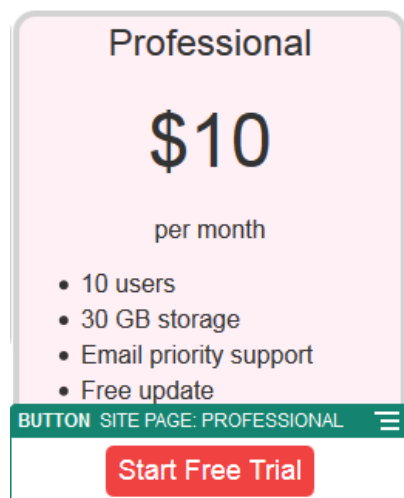 Professional
$10
per month
• 10 users
• 30 GB storage
• Email priority support
• Free update
BUTTON SITE PAGE: PROFESSIONAL
Start Free Trial